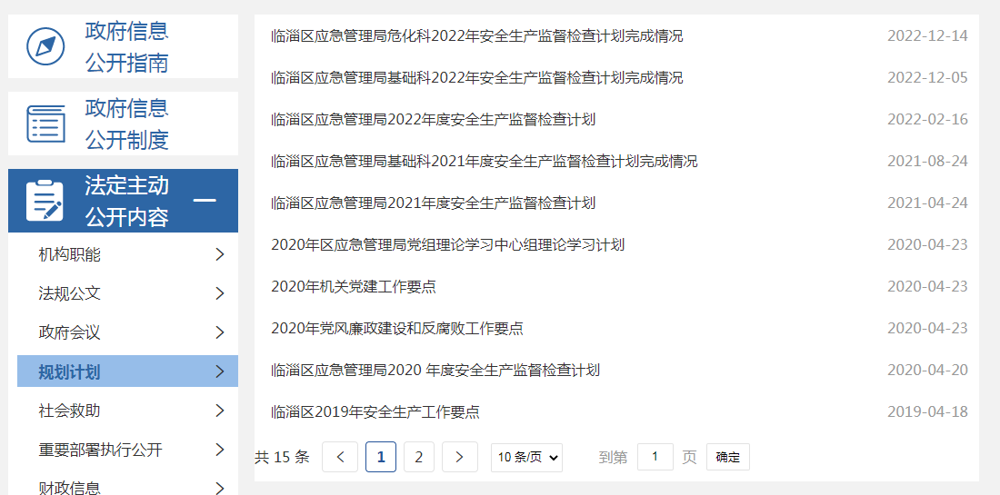 政府信息
公开指南
政府信息
公开制度
法定主动
公开内容
机构职能
法规公文
政府会议
规划计划
社会救助
重要部署执行公开
财政信息
临淄区应急管理局危化科2022年安全生产监督检查计划完成情况 2022-12-14
临淄区应急管理局基础科2022年安全生产监督检查计划完成情况 2022-12-05
临淄区应急管理局2022年度安全生产监督检查计划 2022-02-16
临淄区应急管理局基础科2021年度安全生产监督检查计划完成情况 2021-08-24
临淄区应急管理局2021年度安全生产监督检查计划 2021-04-24
2020年区应急管理局党组理论学习中心组理论学习计划 2020-04-23
2020年机关党建工作要点 2020-04-23
2020年党风廉政建设和反腐败工作要点 2020-04-23
临淄区应急管理局2020 年度安全生产监督检查计划 2020-04-20
临淄区2019年安全生产工作要点 2019-04-18
共 15 条 1 2 10 条/页 到第 1 页 确定